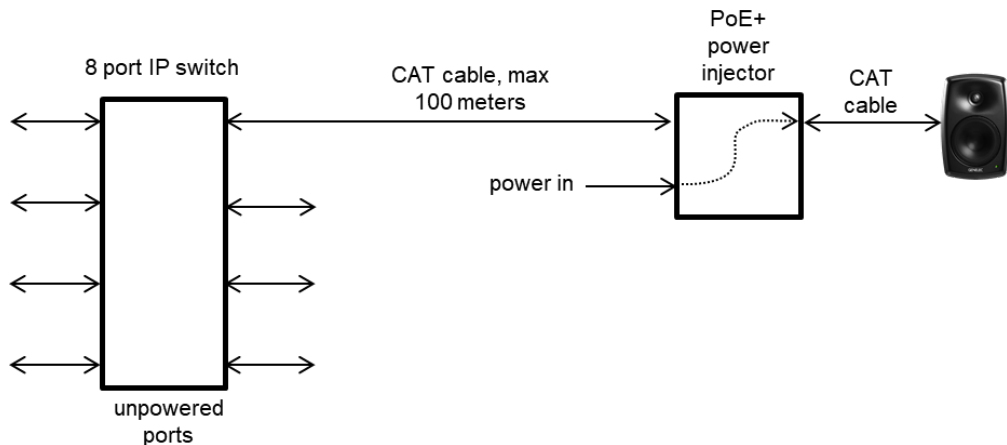 8 port IP switch
CAT cable, max
100 meters
PoE+
power
injector
CAT
cable
power in
unpowered
ports